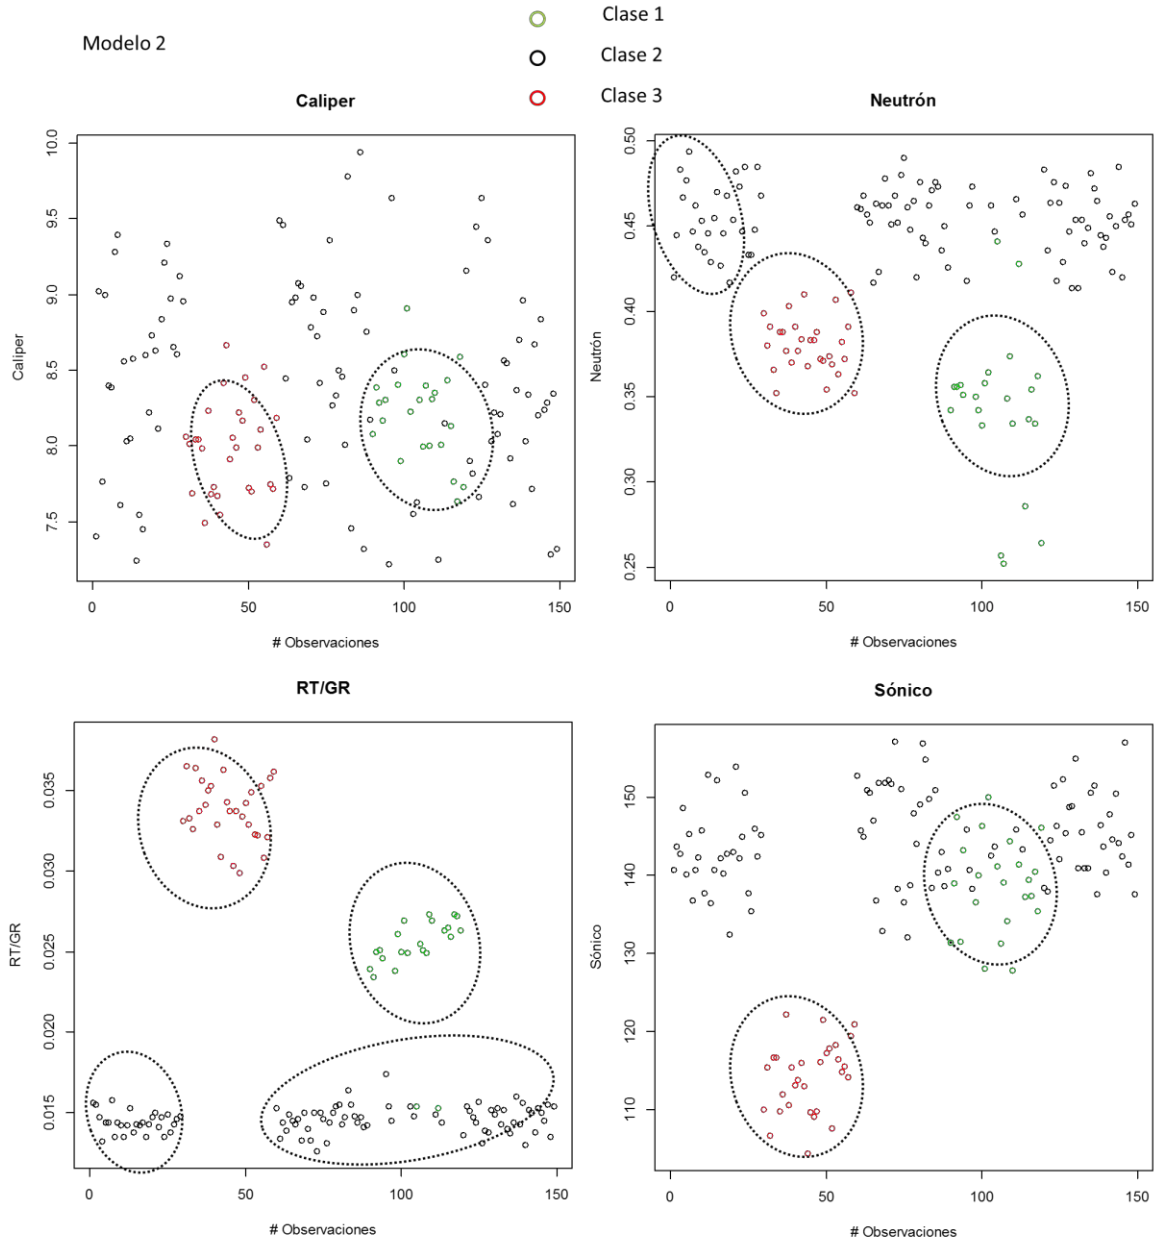 Modelo 2
Clase 1
Clase 2
Clase 3
Caliper
Caliper
10.0
9.5
9.0
8.5
8.0
7.5
0 50 100 150
# Observaciones
Neutrón
Neutrón
0.50
0.45
0.40
0.35
0.30
0.25
0 50 100 150
# Observaciones
RT/GR
RT/GR
0.035
0.030
0.025
0.020
0.015
0 50 100 150
# Observaciones
Sónico
Sónico
150
140
130
120
110
0 50 100 150
# Observaciones